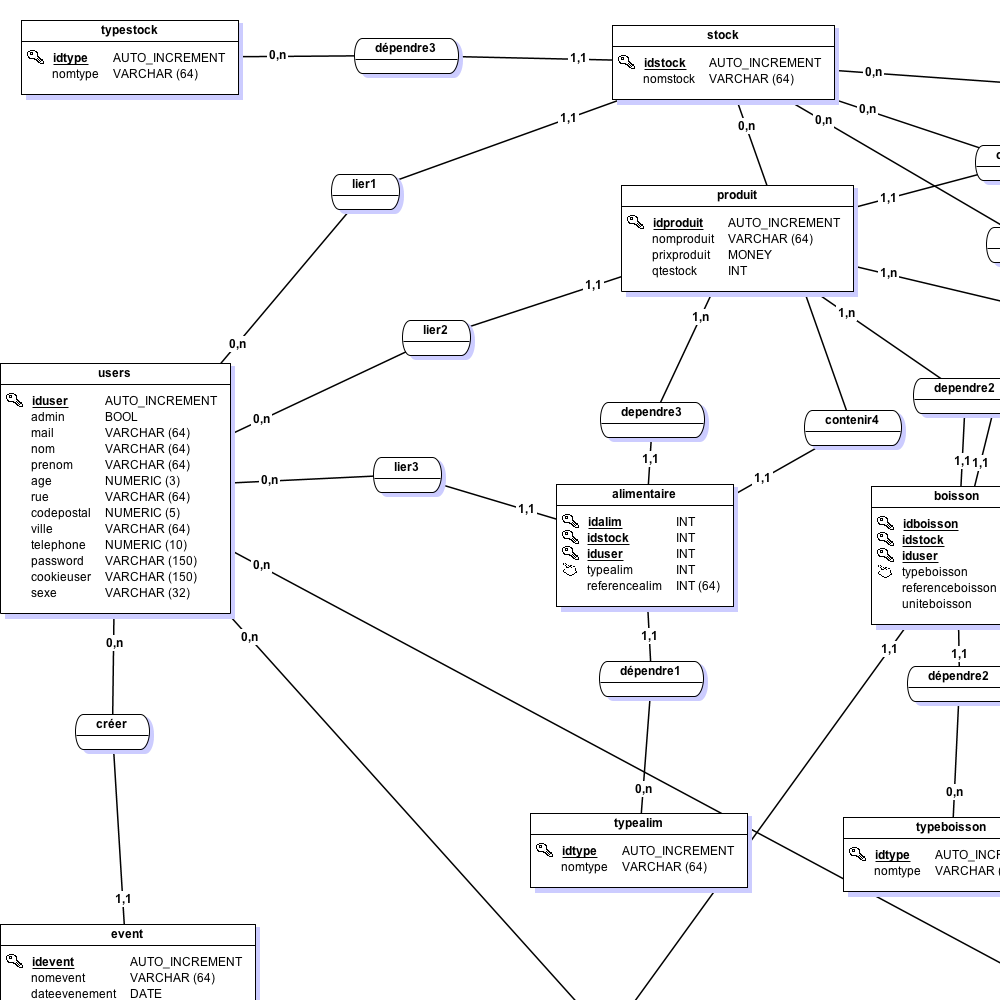 typestock
idtype AUTO_INCREMENT
nomtype VARCHAR (64)
0,n
dépendre3
1,1
stock
idstock AUTO_INCREMENT
nomstock VARCHAR (64)
0,n
0,n
0,n
0,n
1,1
lier1
0,n
produit
idproduit AUTO_INCREMENT
nomproduit VARCHAR (64)
prixproduit MONEY
qtestock INT
1,1
1,n
1,1
lier2
0,n
1,n
1,n
users
iduser AUTO_INCREMENT
admin BOOL
mail VARCHAR (64)
nom VARCHAR (64)
prenom VARCHAR (64)
age NUMERIC (3)
rue VARCHAR (64)
codepostal NUMERIC (5)
ville VARCHAR (64)
telephone NUMERIC (10)
password VARCHAR (150)
cookieuser VARCHAR (150)
sexe VARCHAR (32)
dependre3
contenir4
dependre2
1,1
1,1
1,1
1,1
0,n
lier3
1,1
alimentaire
idalim INT
idstock INT
iduser INT
typealim INT
referencealim INT (64)
boisson
idboisson
idstock
iduser
typeboisson
referenceboisson
uniteboisson
0,n
0,n
0,n
1,1
1,1
1,1
dépendre1
dépendre2
créer
0,n
0,n
typealim
idtype AUTO_INCREMENT
nomtype VARCHAR (64)
typeboisson
idtype AUTO_INCR
nomtype VARCHAR (
1,1
event
idevent AUTO_INCREMENT
nomevent VARCHAR (64)
dateevenement DATE